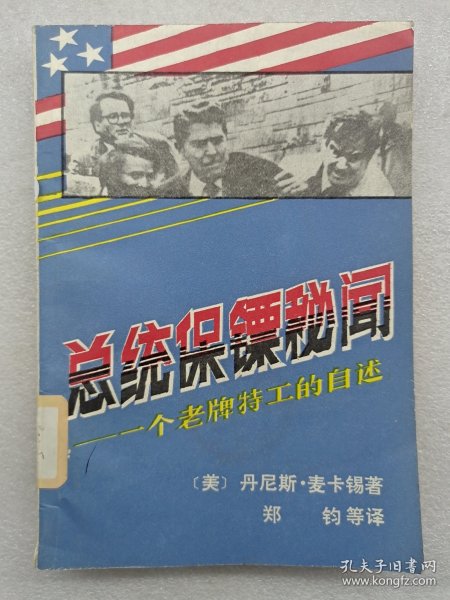 总统保镖秘闻
——一个老牌特工的自述
〔美〕丹尼斯·麦卡锡著
郑 钧等译
孔夫子旧书网
www.kongfz.com